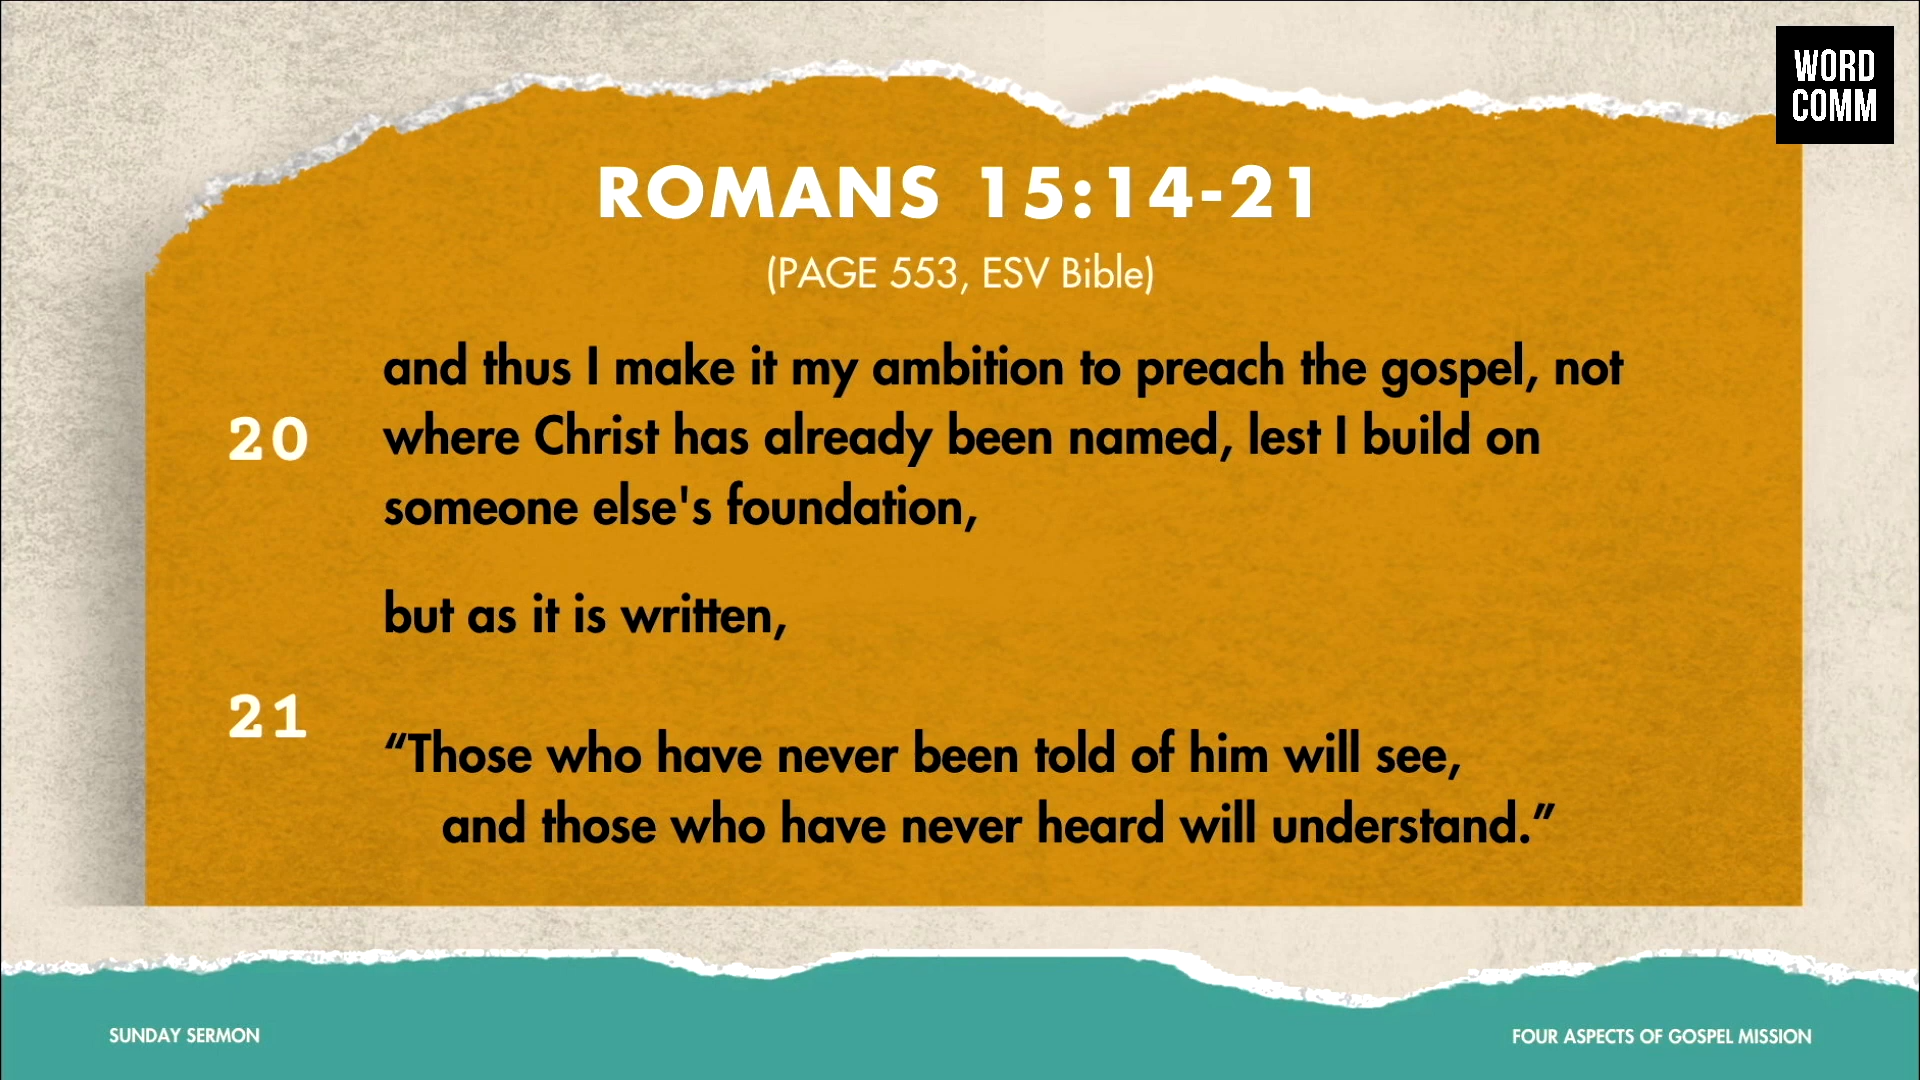 WORD
COMM
ROMANS 15:14-21
(PAGE 553, ESV Bible)
and thus I make it my ambition to preach the gospel, not
20 where Christ has already been named, lest I build on
someone else's foundation,
but as it is written,
21
“Those who have never been told of him will see,
and those who have never heard will understand.”
SUNDAY SERMON
FOUR ASPECTS OF GOSPEL MISSION